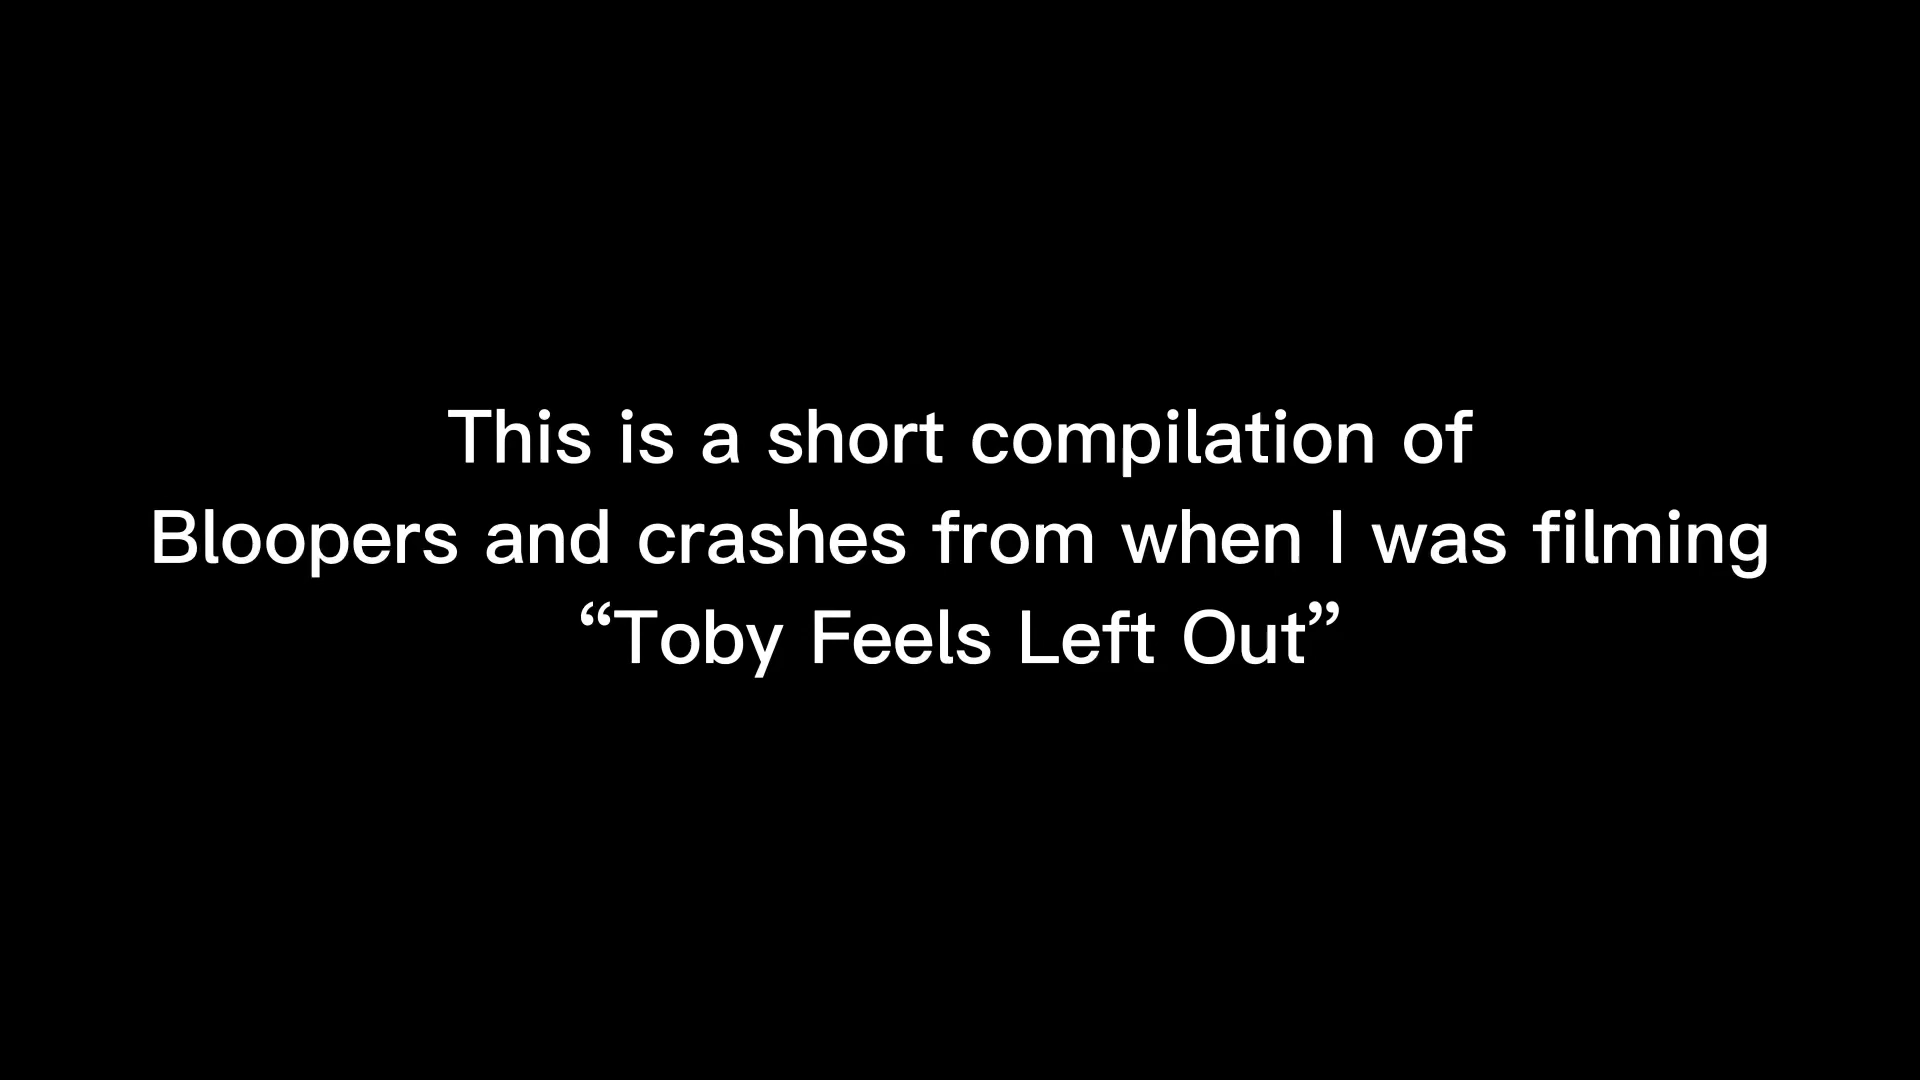 This is a short compilation of
Bloopers and crashes from when I was filming
“Toby Feels Left Out”